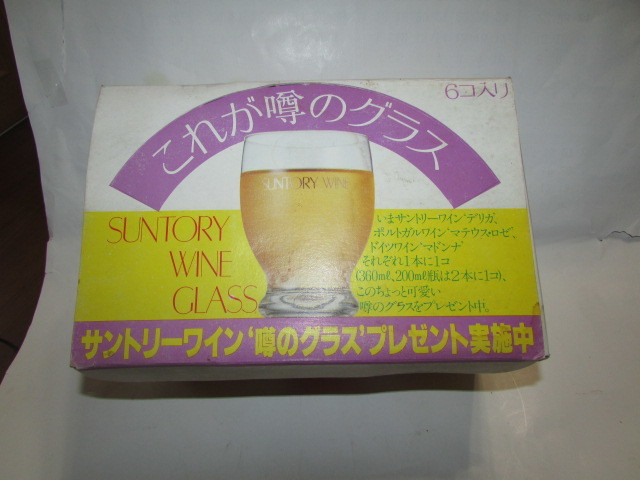 6コ入り
これが噂のグラス
SUNTORY WINE
SUNTORY
WINE
GLASS
いまサントリーワイン‘デリカ’、
ポルトガルワイン‘マテウス・ロゼ’、
ドイツワイン‘マドンナ’
それぞれ1本に1コ
(360mℓ、200mℓ瓶は2本に1コ)、
このちょっと可愛い
噂のグラスをプレゼント中。
サントリーワイン‘噂のグラス’プレゼント実施中